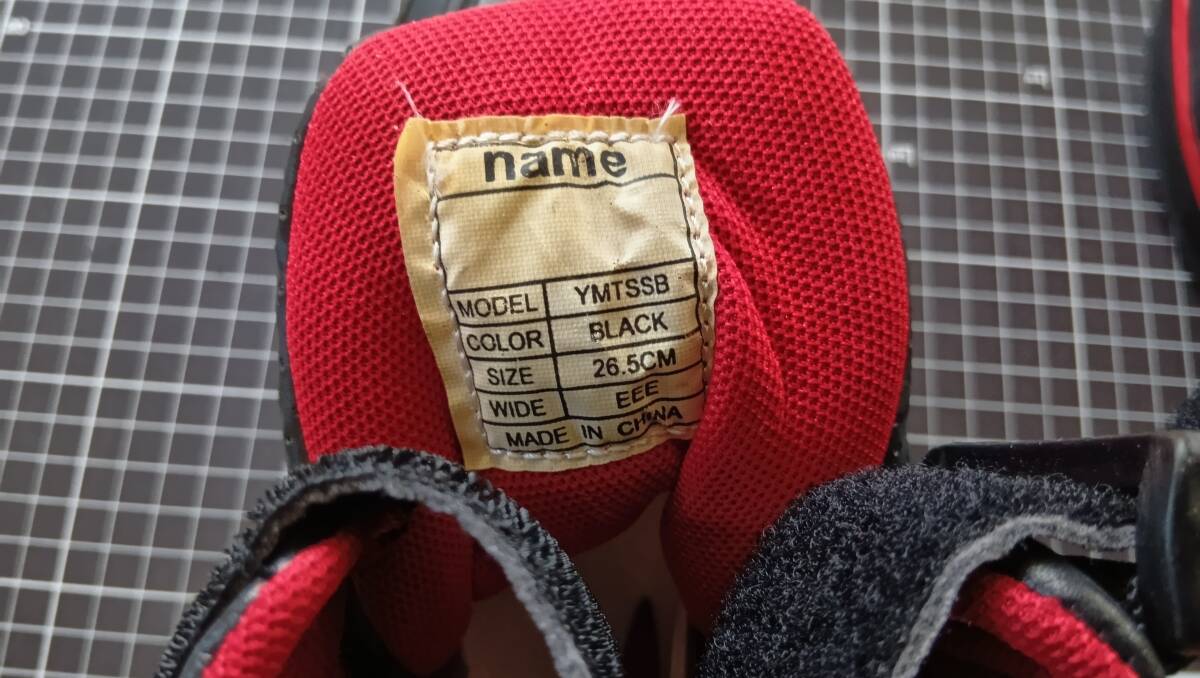 name
MODEL YMTSSB
COLOR BLACK
SIZE 26.5CM
WIDE EEE
MADE IN CHINA